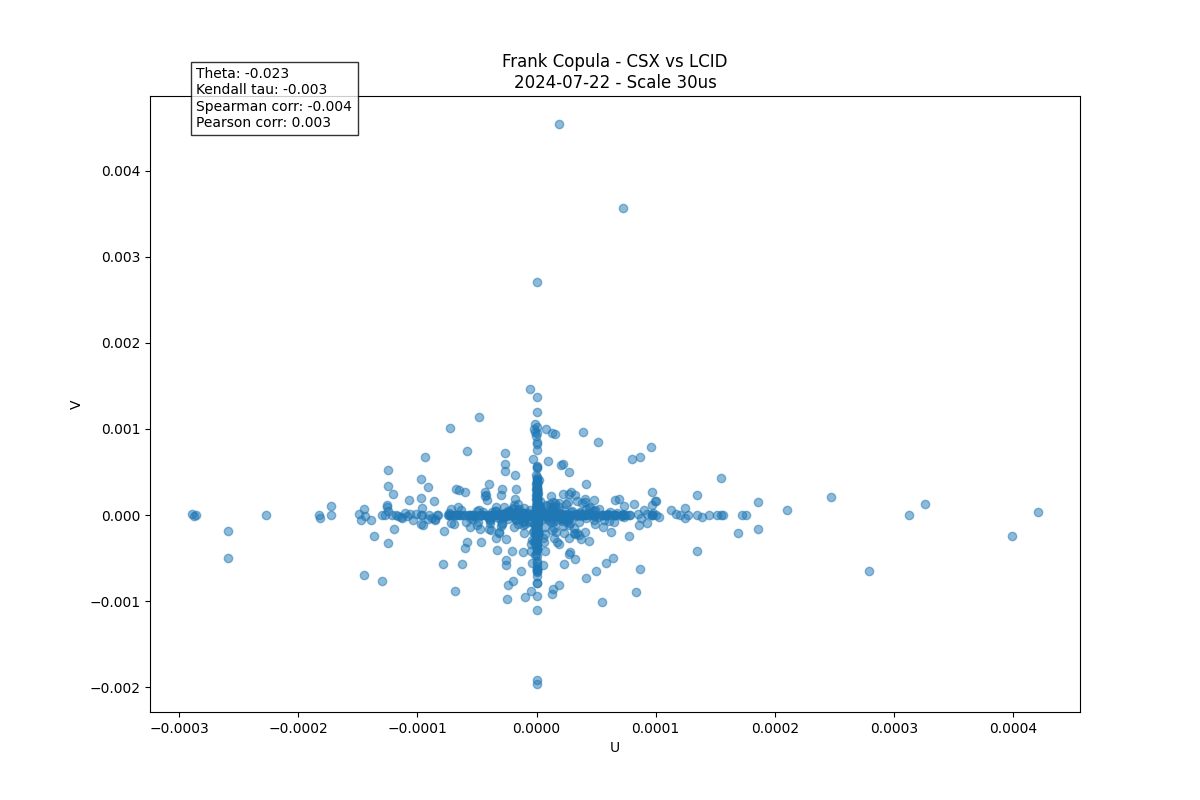 Frank Copula - CSX vs LCID
2024-07-22 - Scale 30us
Theta: -0.023
Kendall tau: -0.003
Spearman corr: -0.004
Pearson corr: 0.003
V
0.004
0.003
0.002
0.001
0.000
−0.001
−0.002
−0.0003 −0.0002 −0.0001 0.0000 0.0001 0.0002 0.0003 0.0004
U